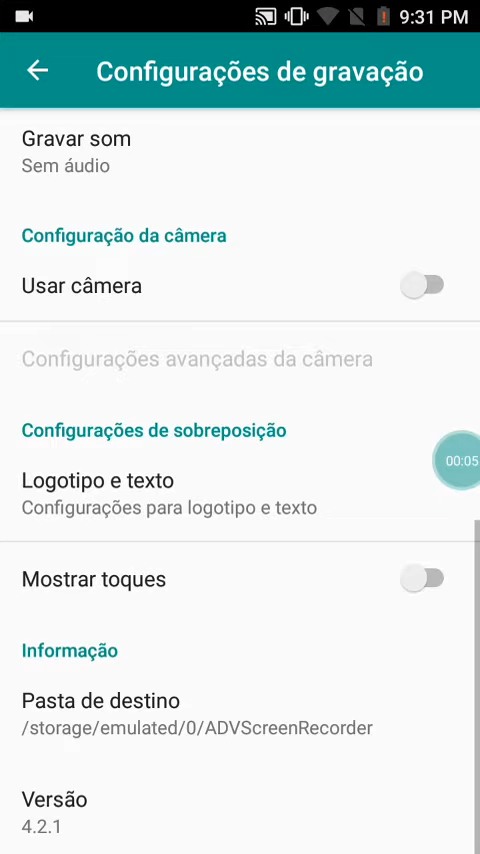 9:31 PM
Configurações de gravação
Gravar som
Sem áudio
Configuração da câmera
Usar câmera
Configurações avançadas da câmera
Configurações de sobreposição
00:05
Logotipo e texto
Configurações para logotipo e texto
Mostrar toques
Informação
Pasta de destino
/storage/emulated/0/ADVScreenRecorder
Versão
4.2.1